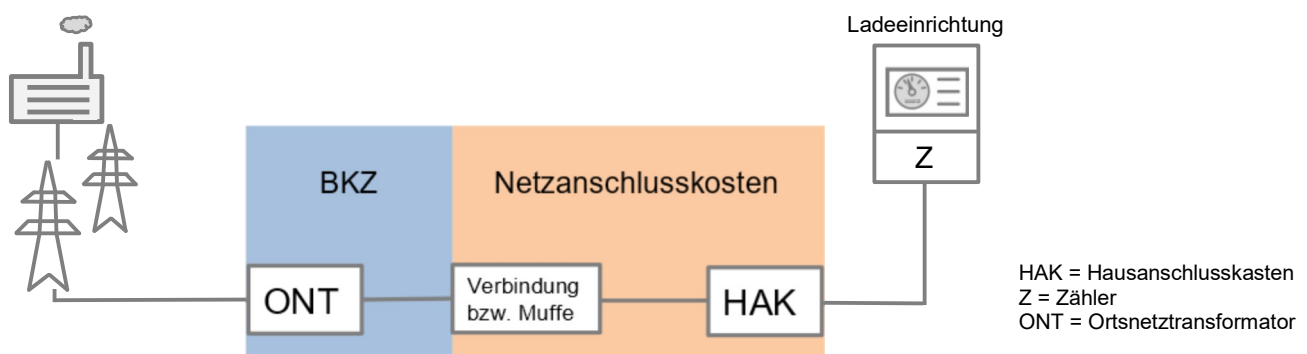 Ladeeinrichtung
Z
BKZ
Netzanschlusskosten
ONT
Verbindung
bzw. Muffe
HAK
HAK = Hausanschlusskasten
Z = Zähler
ONT = Ortsnetztransformator